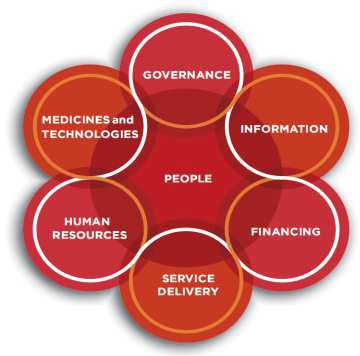 GOVERNANCE
MEDICINES and
TECHNOLOGIES
INFORMATION
PEOPLE
HUMAN
RESOURCES
FINANCING
SERVICE
DELIVERY